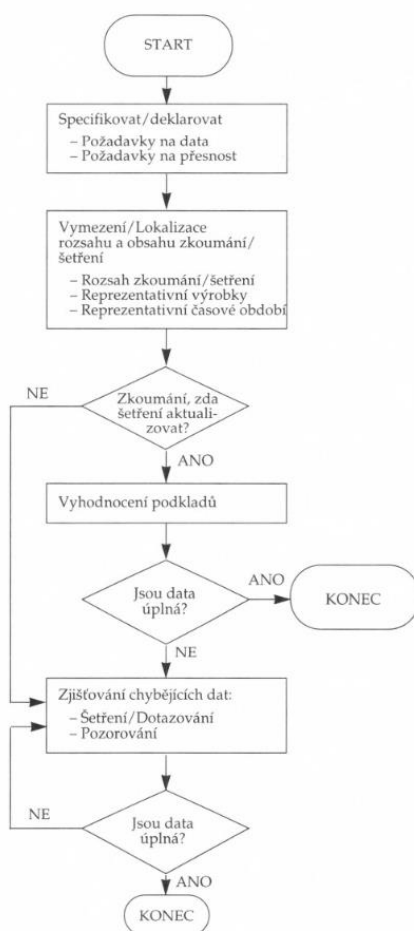 START
Specifikovat/deklarovat
– Požadavky na data
– Požadavky na přesnost
Vymezení/Lokalizace
rozsahu a obsahu zkoumání/
šetření
– Rozsah zkoumání/šetření
– Reprezentativní výrobky
– Reprezentativní časové období
NE
Zkoumání, zda
šetření aktuali-
zovat?
ANO
Vyhodnocení podkladů
Jsou data
úplná?
ANO
KONEC
NE
Zjišťování chybějících dat:
– Šetření/Dotazování
– Pozorování
NE
Jsou data
úplná?
ANO
KONEC